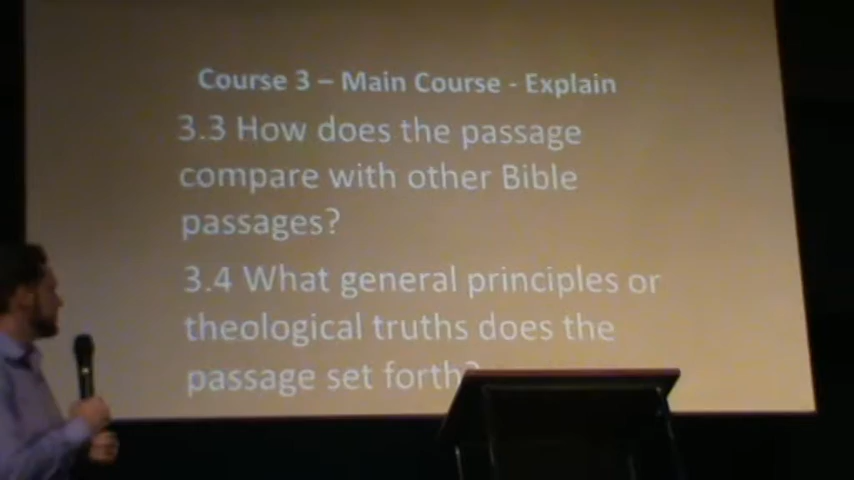 Course 3 – Main Course - Explain
3.3 How does the passage
compare with other Bible
passages?
3.4 What general principles or
theological truths does the
passage set forth?